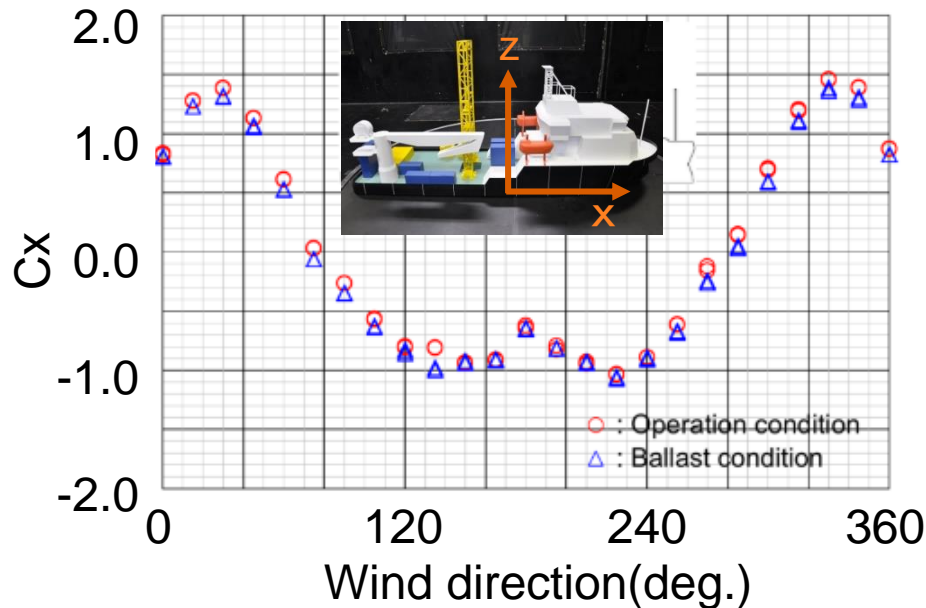 2.0
1.0
0.0
-1.0
-2.0
Cx
Z
X
: Operation condition
: Ballast condition
0 120 240 360
Wind direction(deg.)